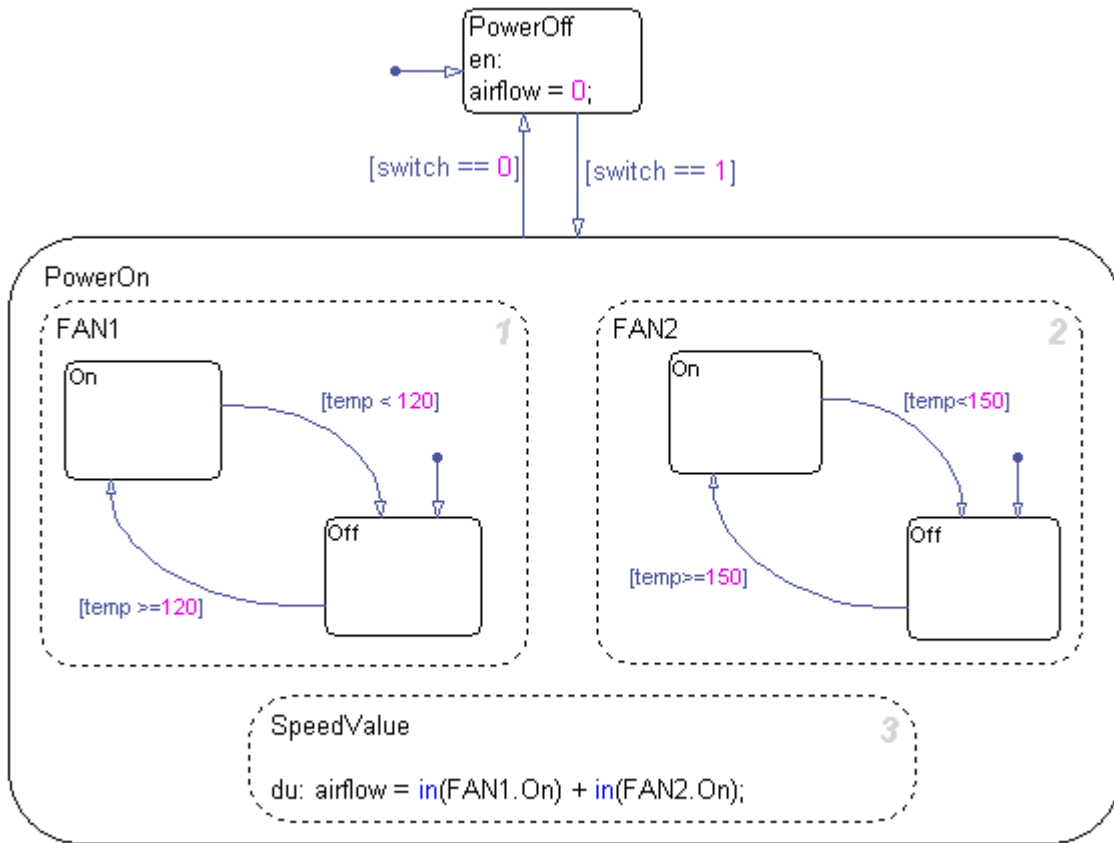 PowerOff
en:
airflow = 0;
[switch == 0]
[switch == 1]
PowerOn
FAN1
1
On
[temp < 120]
Off
[temp >=120]
FAN2
2
On
[temp<150]
Off
[temp>=150]
SpeedValue
3
du: airflow = in(FAN1.On) + in(FAN2.On);